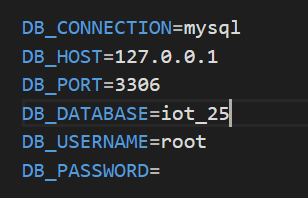 DB_CONNECTION=mysql
DB_HOST=127.0.0.1
DB_PORT=3306
DB_DATABASE=iot_25
DB_USERNAME=root
DB_PASSWORD=